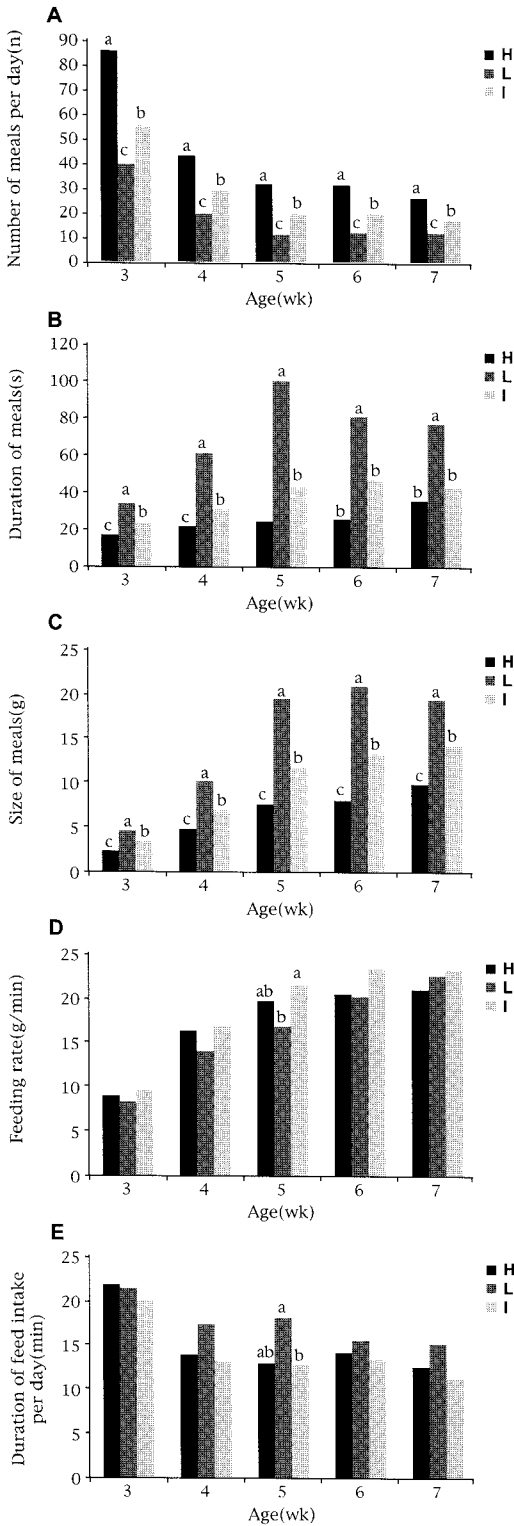 A
Number of meals per day(n)
90
80
70
60
50
40
30
20
10
0
a
c
b
a
c
b
a
c
b
a
c
b
a
c
b
H
L
I
3 4 5 6 7
Age(wk)
B
Duration of meals(s)
120
100
80
60
40
20
0
c
a
b
c
a
b
a
b
b
a
b
b
a
b
H
L
I
3 4 5 6 7
Age(wk)
C
Size of meals(g)
25
20
15
10
5
0
c
a
b
c
a
b
c
a
b
c
a
b
c
a
b
H
L
I
3 4 5 6 7
Age(wk)
D
Feeding rate(g/min)
25
20
15
10
5
0
ab
b
a
H
L
I
3 4 5 6 7
Age(wk)
E
Duration of feed intake
per day(min)
25
20
15
10
5
0
ab
a
b
H
L
I
3 4 5 6 7
Age(wk)